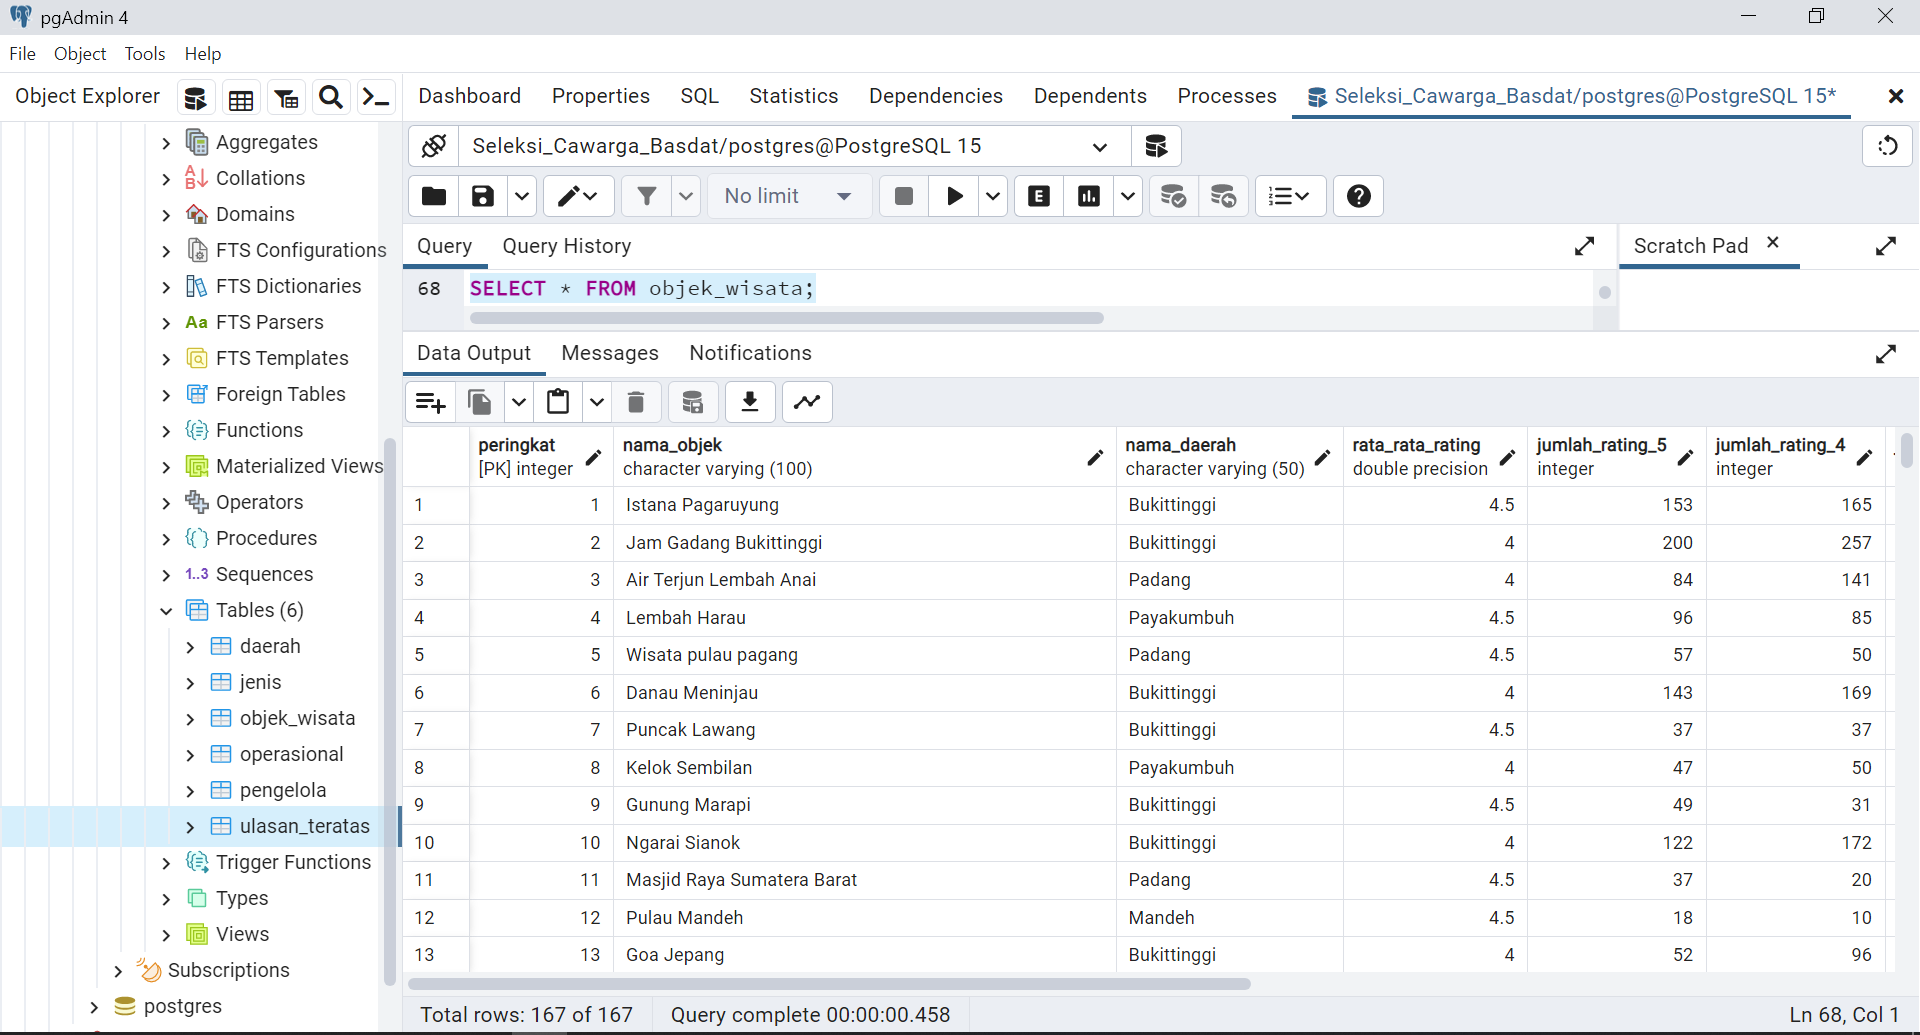 pgAdmin 4
File Object Tools Help
Object Explorer
Dashboard Properties SQL Statistics Dependencies Dependents Processes Seleksi_Cawarga_Basdat/postgres@PostgreSQL 15*
Aggregates
Collations
Domains
FTS Configurations
FTS Dictionaries
Aa FTS Parsers
FTS Templates
Foreign Tables
Functions
Materialized Views
Operators
Procedures
1..3 Sequences
Tables (6)
daerah
jenis
objek_wisata
operasional
pengelola
ulasan_teratas
Trigger Functions
Types
Views
Subscriptions
postgres
Seleksi_Cawarga_Basdat/postgres@PostgreSQL 15
No limit E
Query Query History
Scratch Pad
68 SELECT * FROM objek_wisata;
Data Output Messages Notifications
peringkat nama_objek nama_daerah rata_rata_rating jumlah_rating_5 jumlah_rating_4
[PK] integer character varying (100) character varying (50) double precision integer integer
1 1 Istana Pagaruyung Bukittinggi 4.5 153 165
2 2 Jam Gadang Bukittinggi Bukittinggi 4 200 257
3 3 Air Terjun Lembah Anai Padang 4 84 141
4 4 Lembah Harau Payakumbuh 4.5 96 85
5 5 Wisata pulau pagang Padang 4.5 57 50
6 6 Danau Meninjau Bukittinggi 4 143 169
7 7 Puncak Lawang Bukittinggi 4.5 37 37
8 8 Kelok Sembilan Payakumbuh 4 47 50
9 9 Gunung Marapi Bukittinggi 4.5 49 31
10 10 Ngarai Sianok Bukittinggi 4 122 172
11 11 Masjid Raya Sumatera Barat Padang 4.5 37 20
12 12 Pulau Mandeh Mandeh 4.5 18 10
13 13 Goa Jepang Bukittinggi 4 52 96
Total rows: 167 of 167 Query complete 00:00:00.458 Ln 68, Col 1